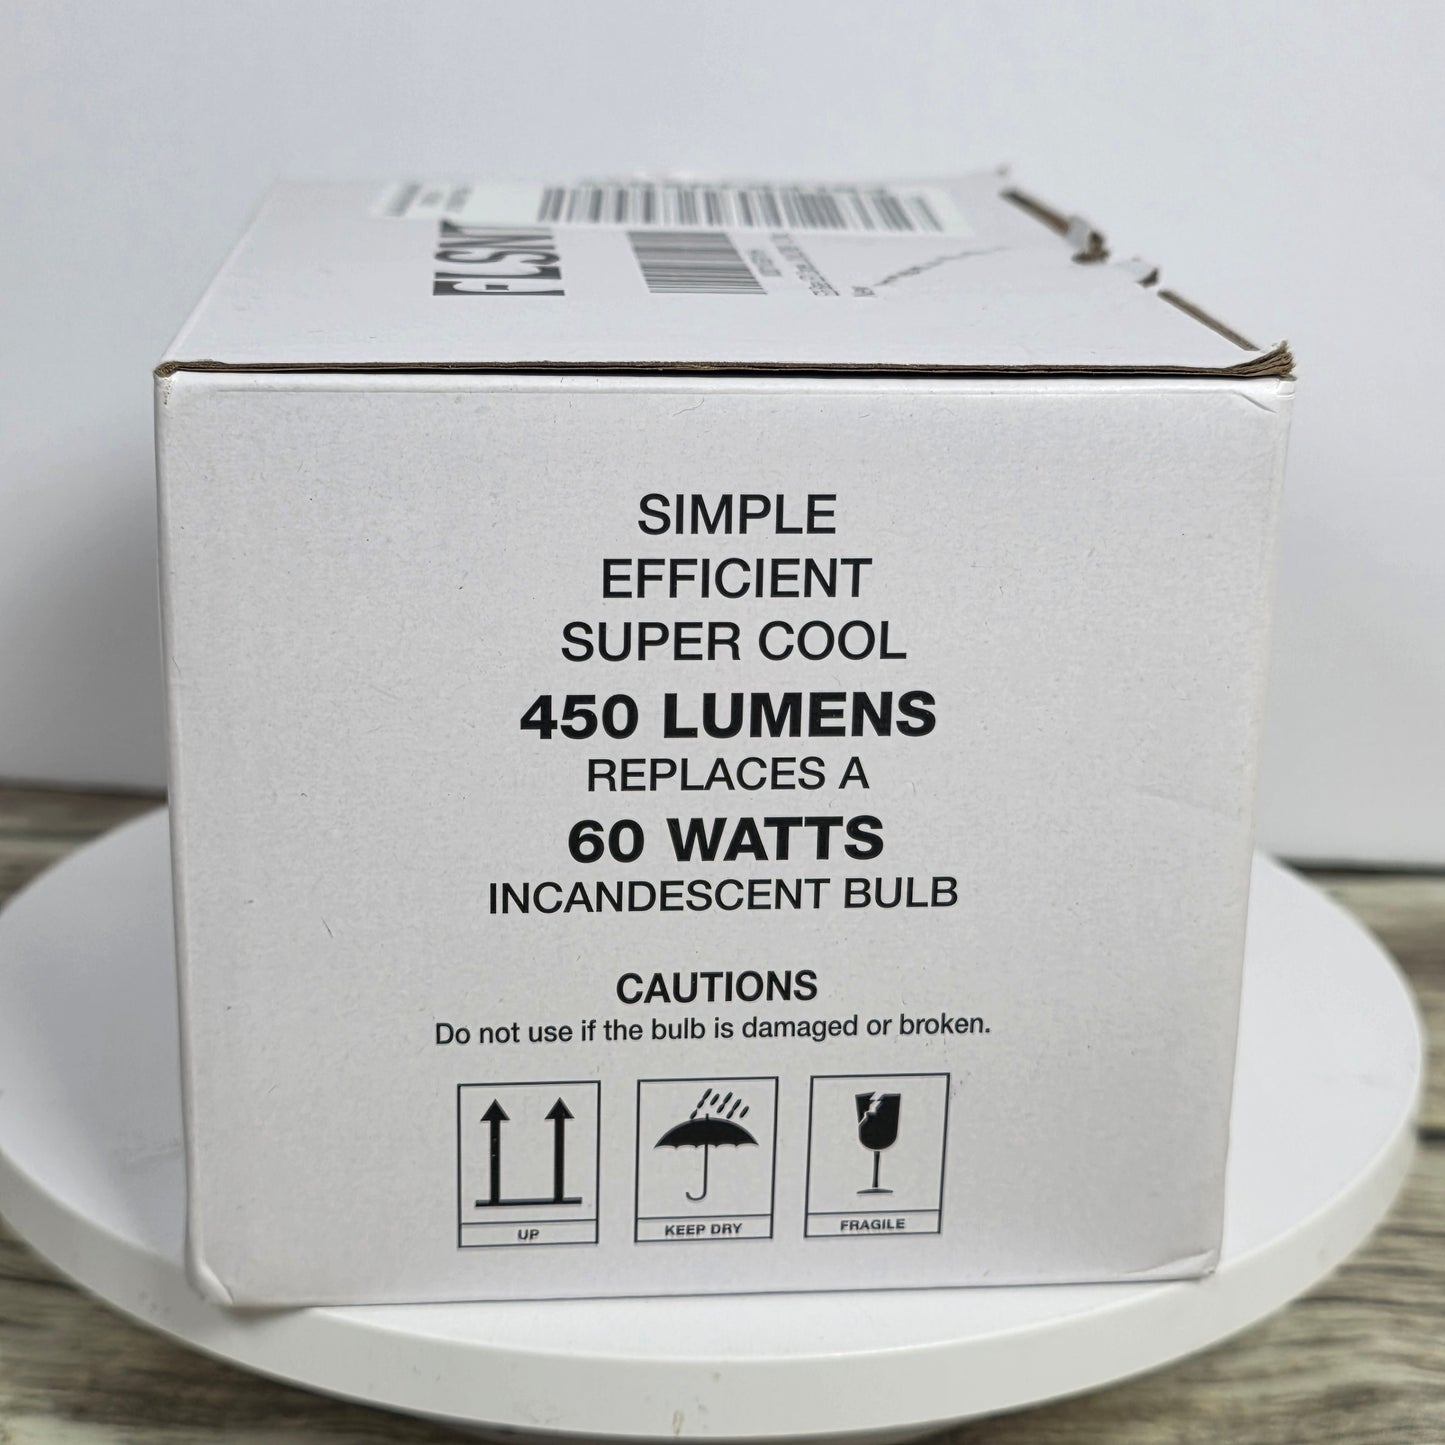 FLSNT
SIMPLE
EFFICIENT
SUPER COOL
450 LUMENS
REPLACES A
60 WATTS
INCANDESCENT BULB
CAUTIONS
Do not use if the bulb is damaged or broken.
UP
KEEP DRY
FRAGILE